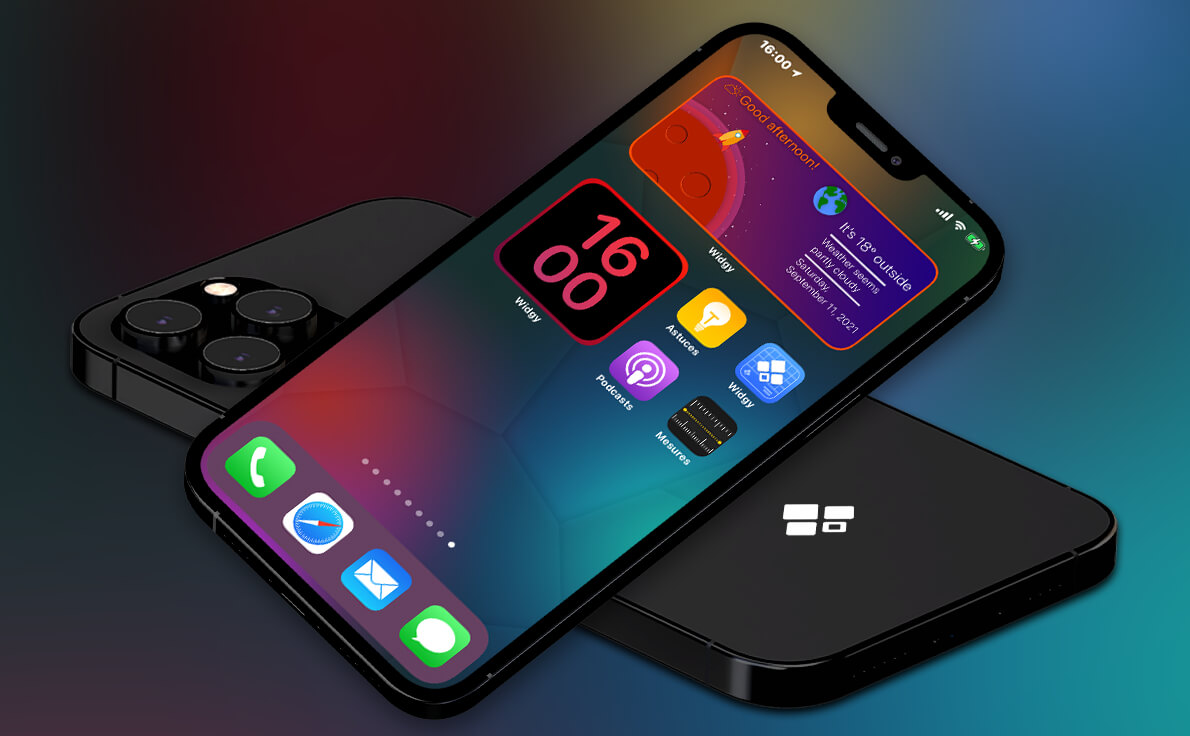 16:00
Good afternoon!
It's 18° outside
Weather seems
partly cloudy
Saturday,
September 11, 2021
Widgy
16
00
Widgy
Astuces
Widgy
Podcasts
Mesures